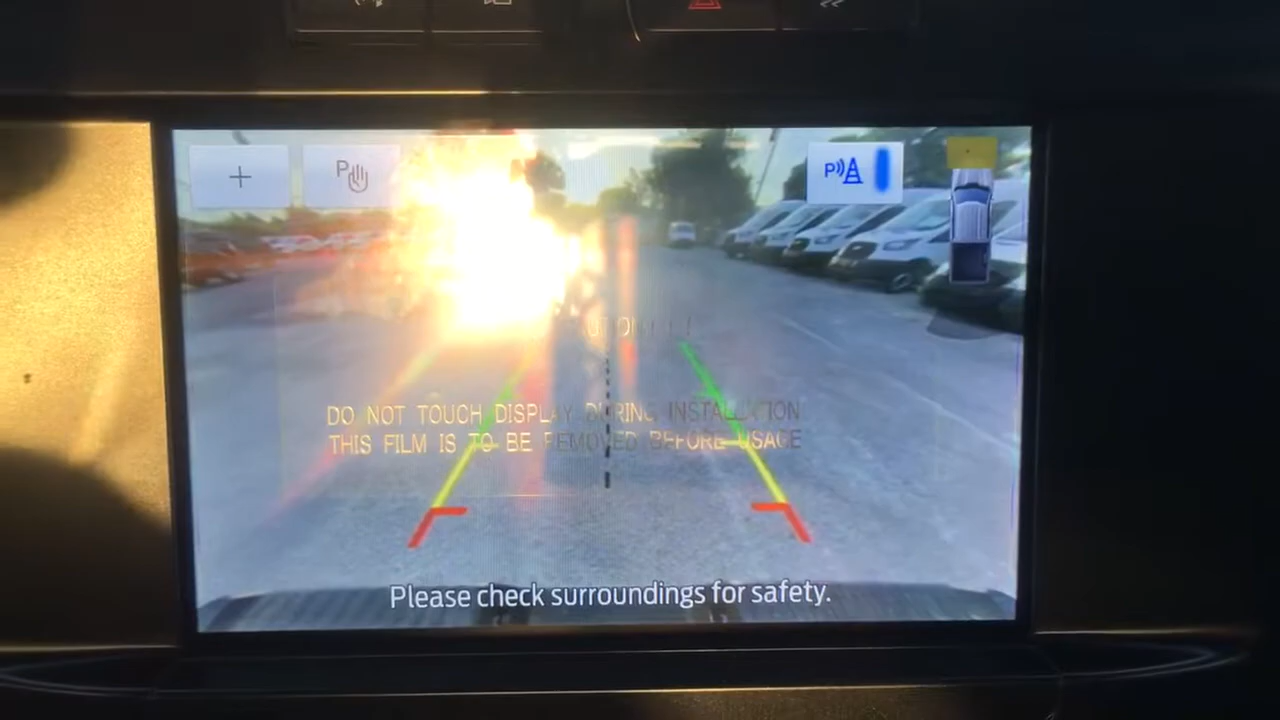 +
P
P
DO NOT TOUCH DISPLAY DURING INSTALLATION
THIS FILM IS TO BE REMOVED BEFORE USAGE
Please check surroundings for safety.